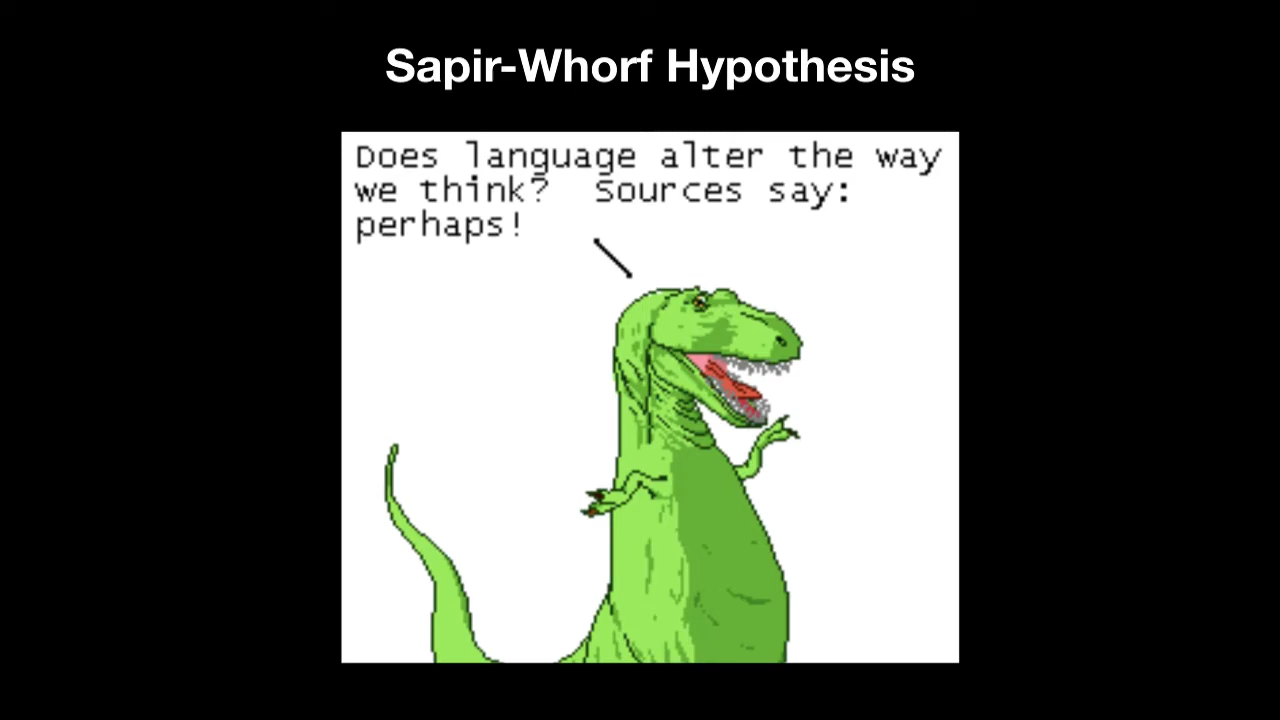 Sapir-Whorf Hypothesis
Does language alter the way
we think?  Sources say:
perhaps!